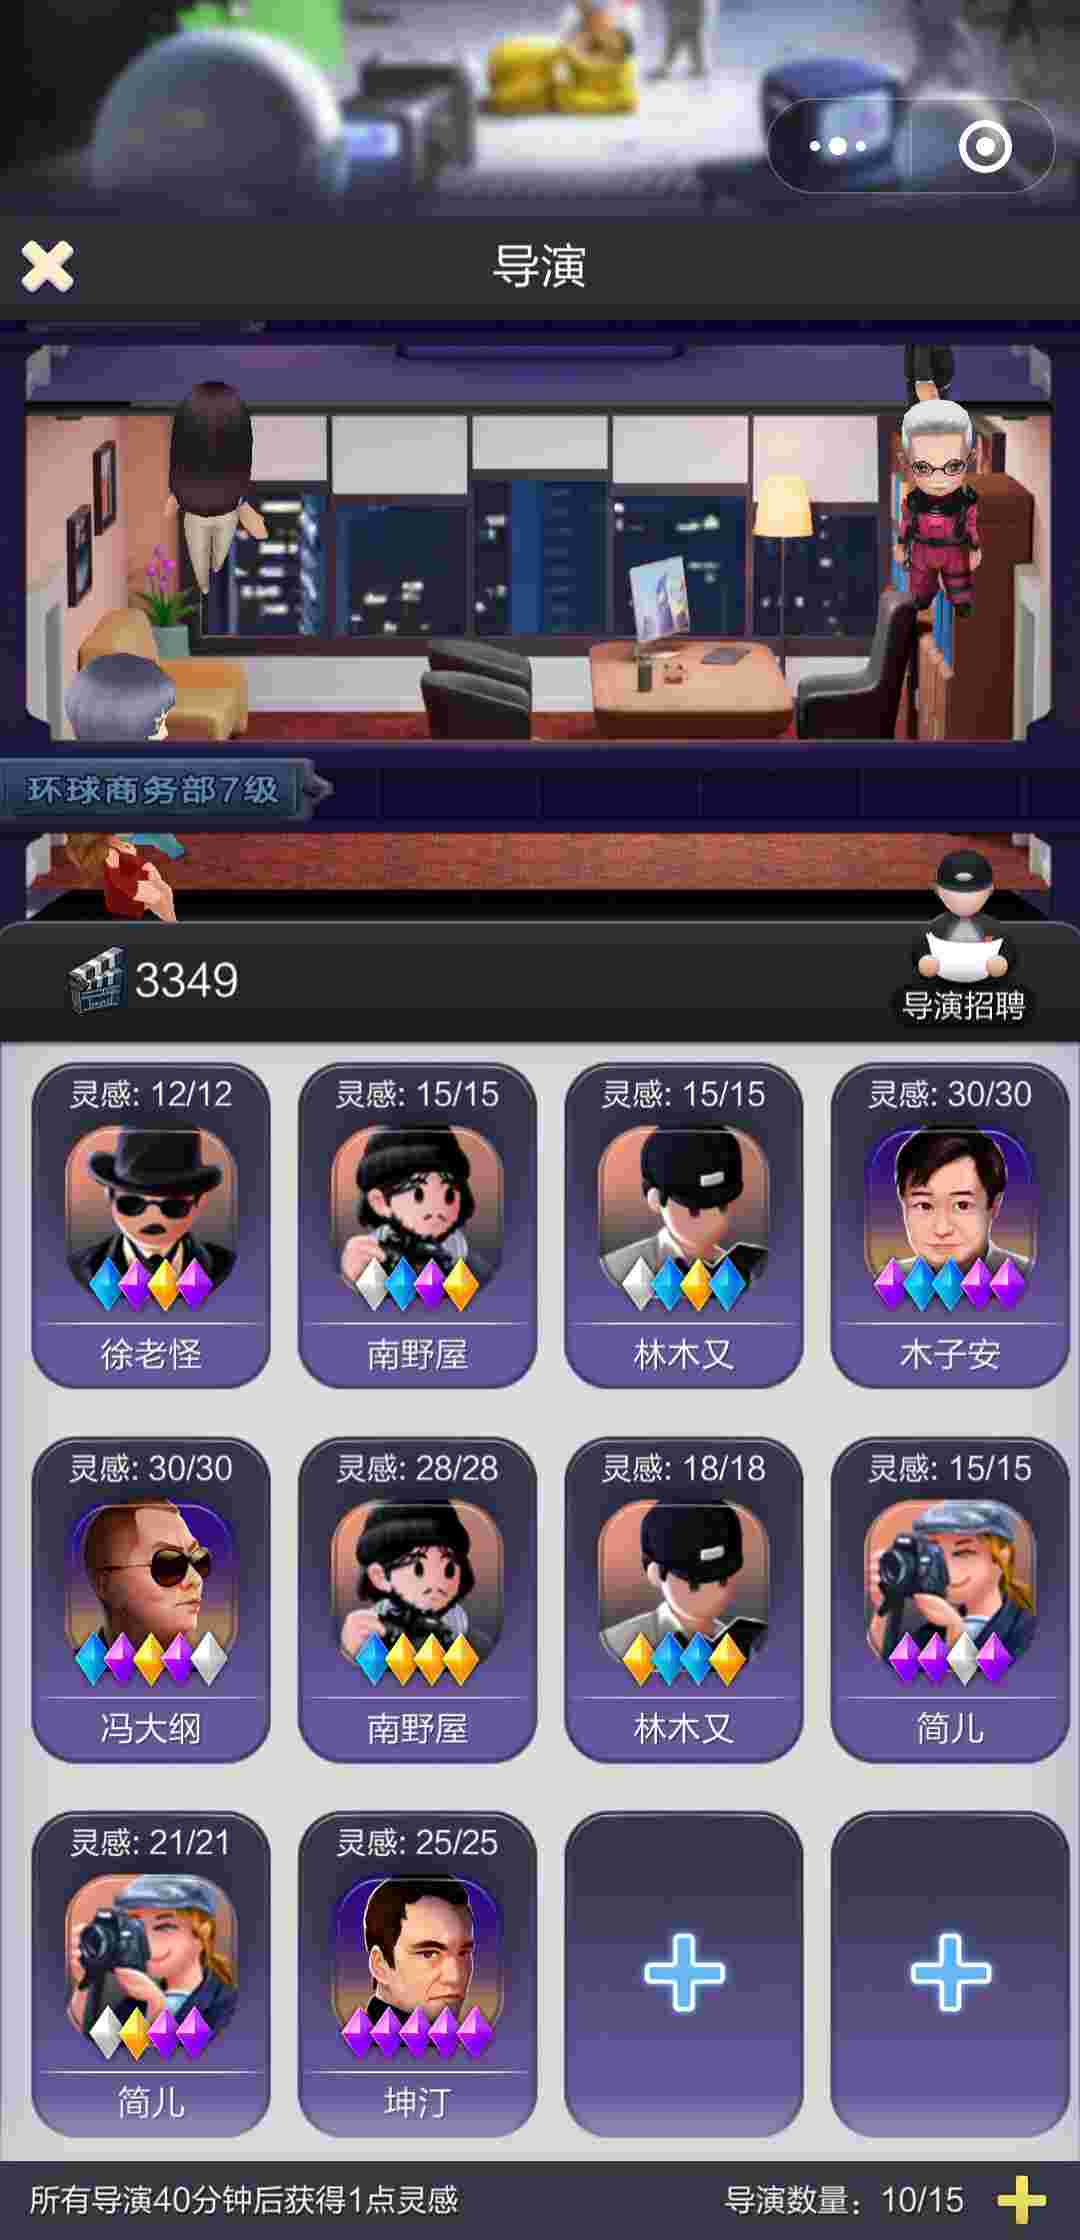 导演
环球商务部7级
3349
导演招聘
灵感: 12/12
灵感: 15/15
灵感: 15/15
灵感: 30/30
徐老怪
南野屋
林木又
木子安
灵感: 30/30
灵感: 28/28
灵感: 18/18
灵感: 15/15
冯大纲
南野屋
林木又
简儿
灵感: 21/21
灵感: 25/25
简儿
坤汀
所有导演40分钟后获得1点灵感
导演数量：10/15